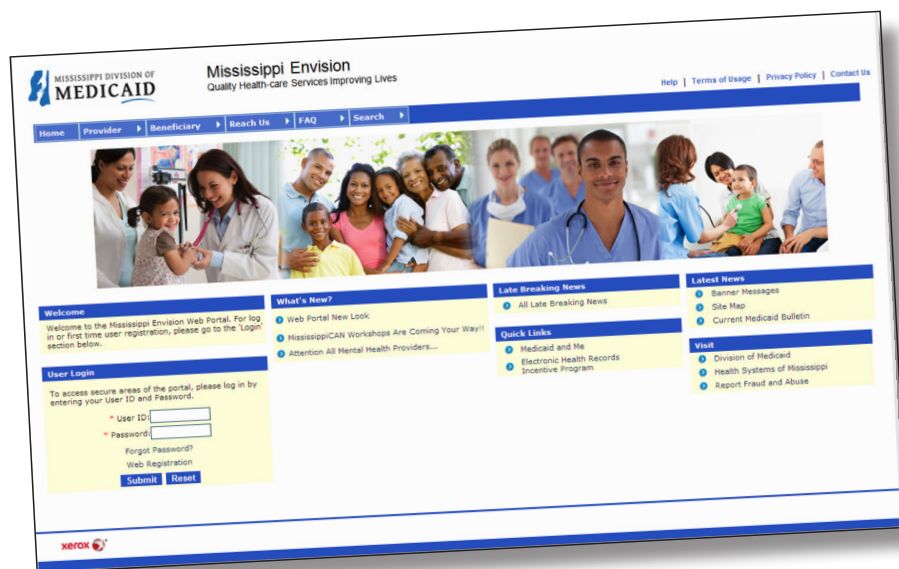 MISSISSIPPI DIVISION OF
MEDICAID
Mississippi Envision
Quality Health-care Services Improving Lives
Help | Terms of Usage | Privacy Policy | Contact Us
Home
Provider
Beneficiary
Reach Us
FAQ
Search
Welcome
Welcome to the Mississippi Envision Web Portal. For log
in or first time user registration, please go to the 'Login'
section below.
User Login
To access secure areas of the portal, please log in by
entering your User ID and Password.
* User ID:
* Password:
Forgot Password?
Web Registration
Submit Reset
What's New?
Web Portal New Look
MississippiCAN Workshops Are Coming Your Way!!
Attention All Mental Health Providers...
Late Breaking News
All Late Breaking News
Quick Links
Medicaid and Me
Electronic Health Records
Incentive Program
Latest News
Banner Messages
Site Map
Current Medicaid Bulletin
Visit
Division of Medicaid
Health Systems of Mississippi
Report Fraud and Abuse
xerox